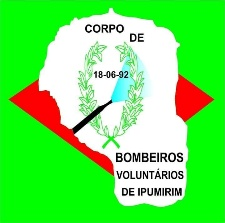 CORPO
DE
18-06-92
BOMBEIROS
VOLUNTÁRIOS
DE IPUMIRIM